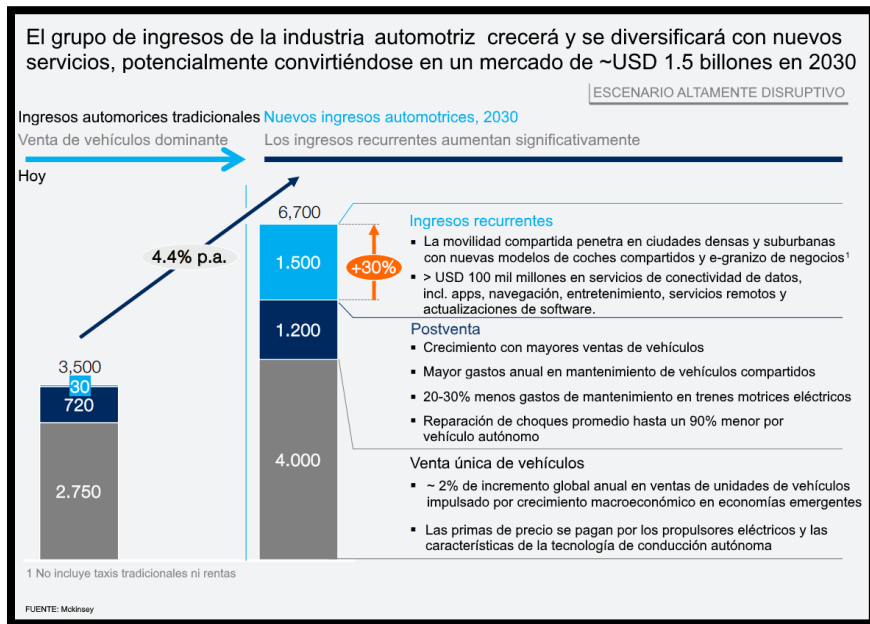 El grupo de ingresos de la industria automotriz crecerá y se diversificará con nuevos
servicios, potencialmente convirtiéndose en un mercado de ~USD 1.5 billones en 2030
ESCENARIO ALTAMENTE DISRUPTIVO
Ingresos automorices tradicionales
Venta de vehículos dominante
Nuevos ingresos automotrices, 2030
Los ingresos recurrentes aumentan significativamente
Hoy
4.4% p.a.
3,500
30
720
2.750
6,700
1.500
+30%
1.200
4.000
Ingresos recurrentes
▪ La movilidad compartida penetra en ciudades densas y suburbanas
con nuevas modelos de coches compartidos y e-granizo de negocios¹
▪ > USD 100 mil millones en servicios de conectividad de datos,
incl. apps, navegación, entretenimiento, servicios remotos y
actualizaciones de software.
Postventa
▪ Crecimiento con mayores ventas de vehículos
▪ Mayor gastos anual en mantenimiento de vehículos compartidos
▪ 20-30% menos gastos de mantenimiento en trenes motrices eléctricos
▪ Reparación de choques promedio hasta un 90% menor por
vehículo autónomo
Venta única de vehículos
▪ ~ 2% de incremento global anual en ventas de unidades de vehículos
impulsado por crecimiento macroeconómico en economías emergentes
▪ Las primas de precio se pagan por los propulsores eléctricos y las
características de la tecnología de conducción autónoma
1 No incluye taxis tradicionales ni rentas
FUENTE: Mckinsey